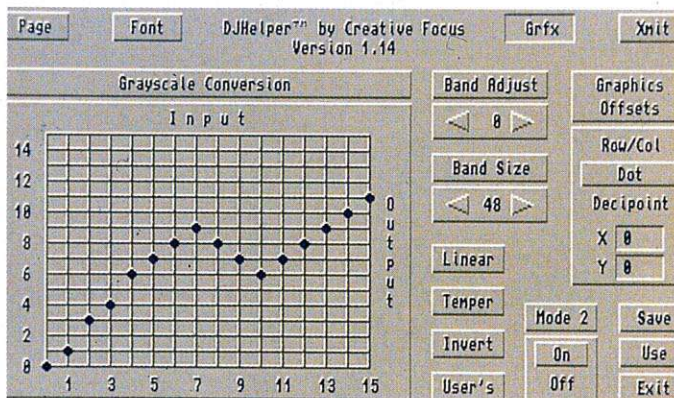 Page
Font
DJHelper™ by Creative Focus
Version 1.14
Grfx
Xmit
Grayscale Conversion
Input
14
12
10
8
6
4
2
0
1 3 5 7 9 11 13 15
Output
Band Adjust
0
Band Size
48
Linear
Temper
Invert
User's
Graphics
Offsets
Row/Col
Dot
Decipoint
X 0
Y 0
Mode 2
On
Off
Save
Use
Exit